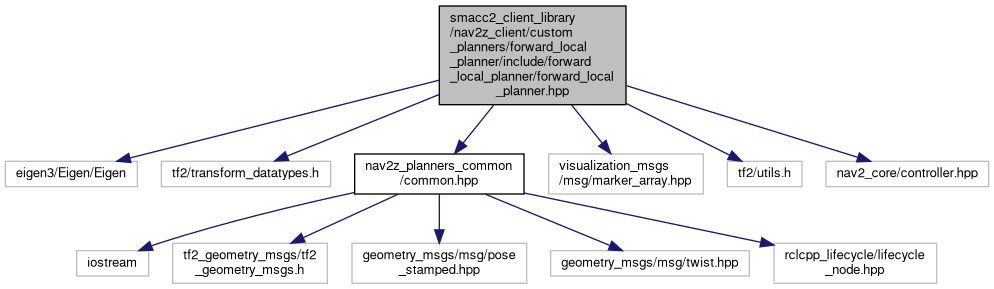 smacc2_client_library
/nav2z_client/custom
_planners/forward_local
_planner/include/forward
_local_planner/forward_local
_planner.hpp
eigen3/Eigen/Eigen
tf2/transform_datatypes.h
nav2z_planners_common
/common.hpp
visualization_msgs
/msg/marker_array.hpp
tf2/utils.h
nav2_core/controller.hpp
iostream
tf2_geometry_msgs/tf2
_geometry_msgs.h
geometry_msgs/msg/pose
_stamped.hpp
geometry_msgs/msg/twist.hpp
rclcpp_lifecycle/lifecycle
_node.hpp